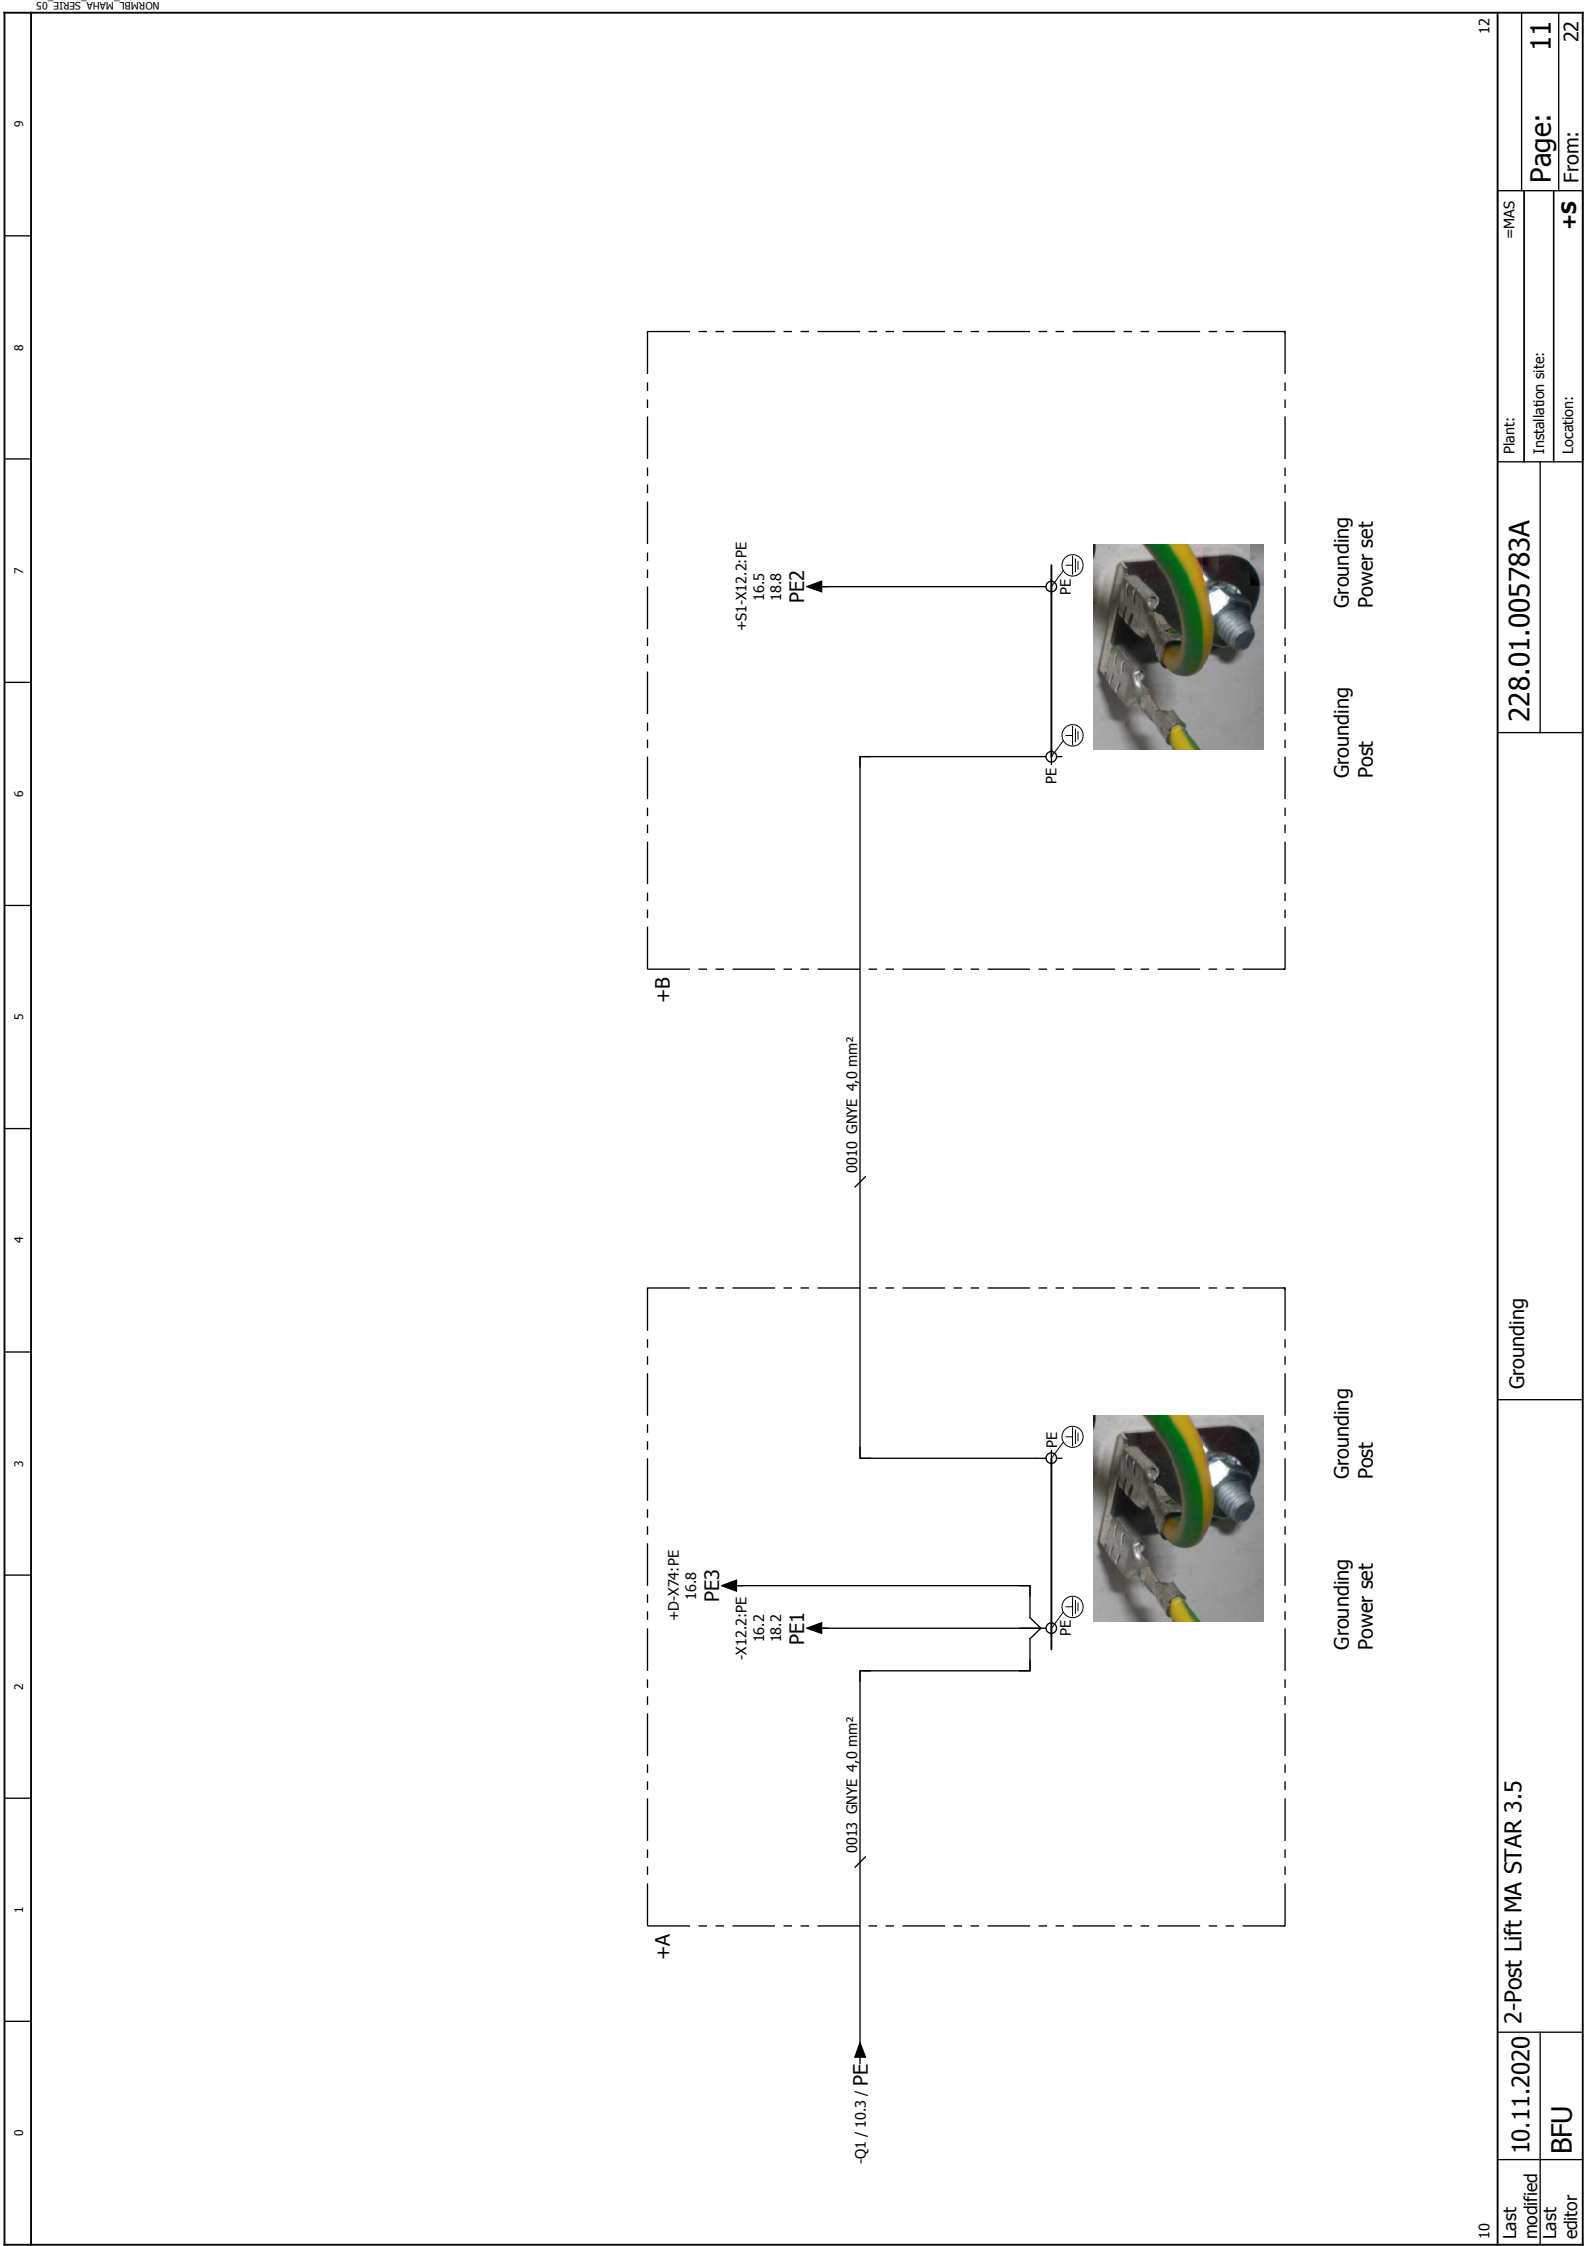 NORMBL_MAHA_SERIE_05
0
1
2
3
4
5
6
7
8
9
+A
+B
+D-X74:PE
16.8
PE3
-X12.2:PE
16.2
18.2
PE1
+S1-X12.2:PE
16.5
18.8
PE2
-Q1 / 10.3 / PE
0013 GNYE 4,0 mm²
0010 GNYE 4,0 mm²
PE
PE
PE
PE
Grounding
Power set
Grounding
Post
Grounding
Post
Grounding
Power set
10
12
Last
modified
10.11.2020
Last
editor
BFU
2-Post Lift MA STAR 3.5
Grounding
228.01.005783A
Plant:
=MAS
Installation site:
Location:
+S
Page:
11
From:
22